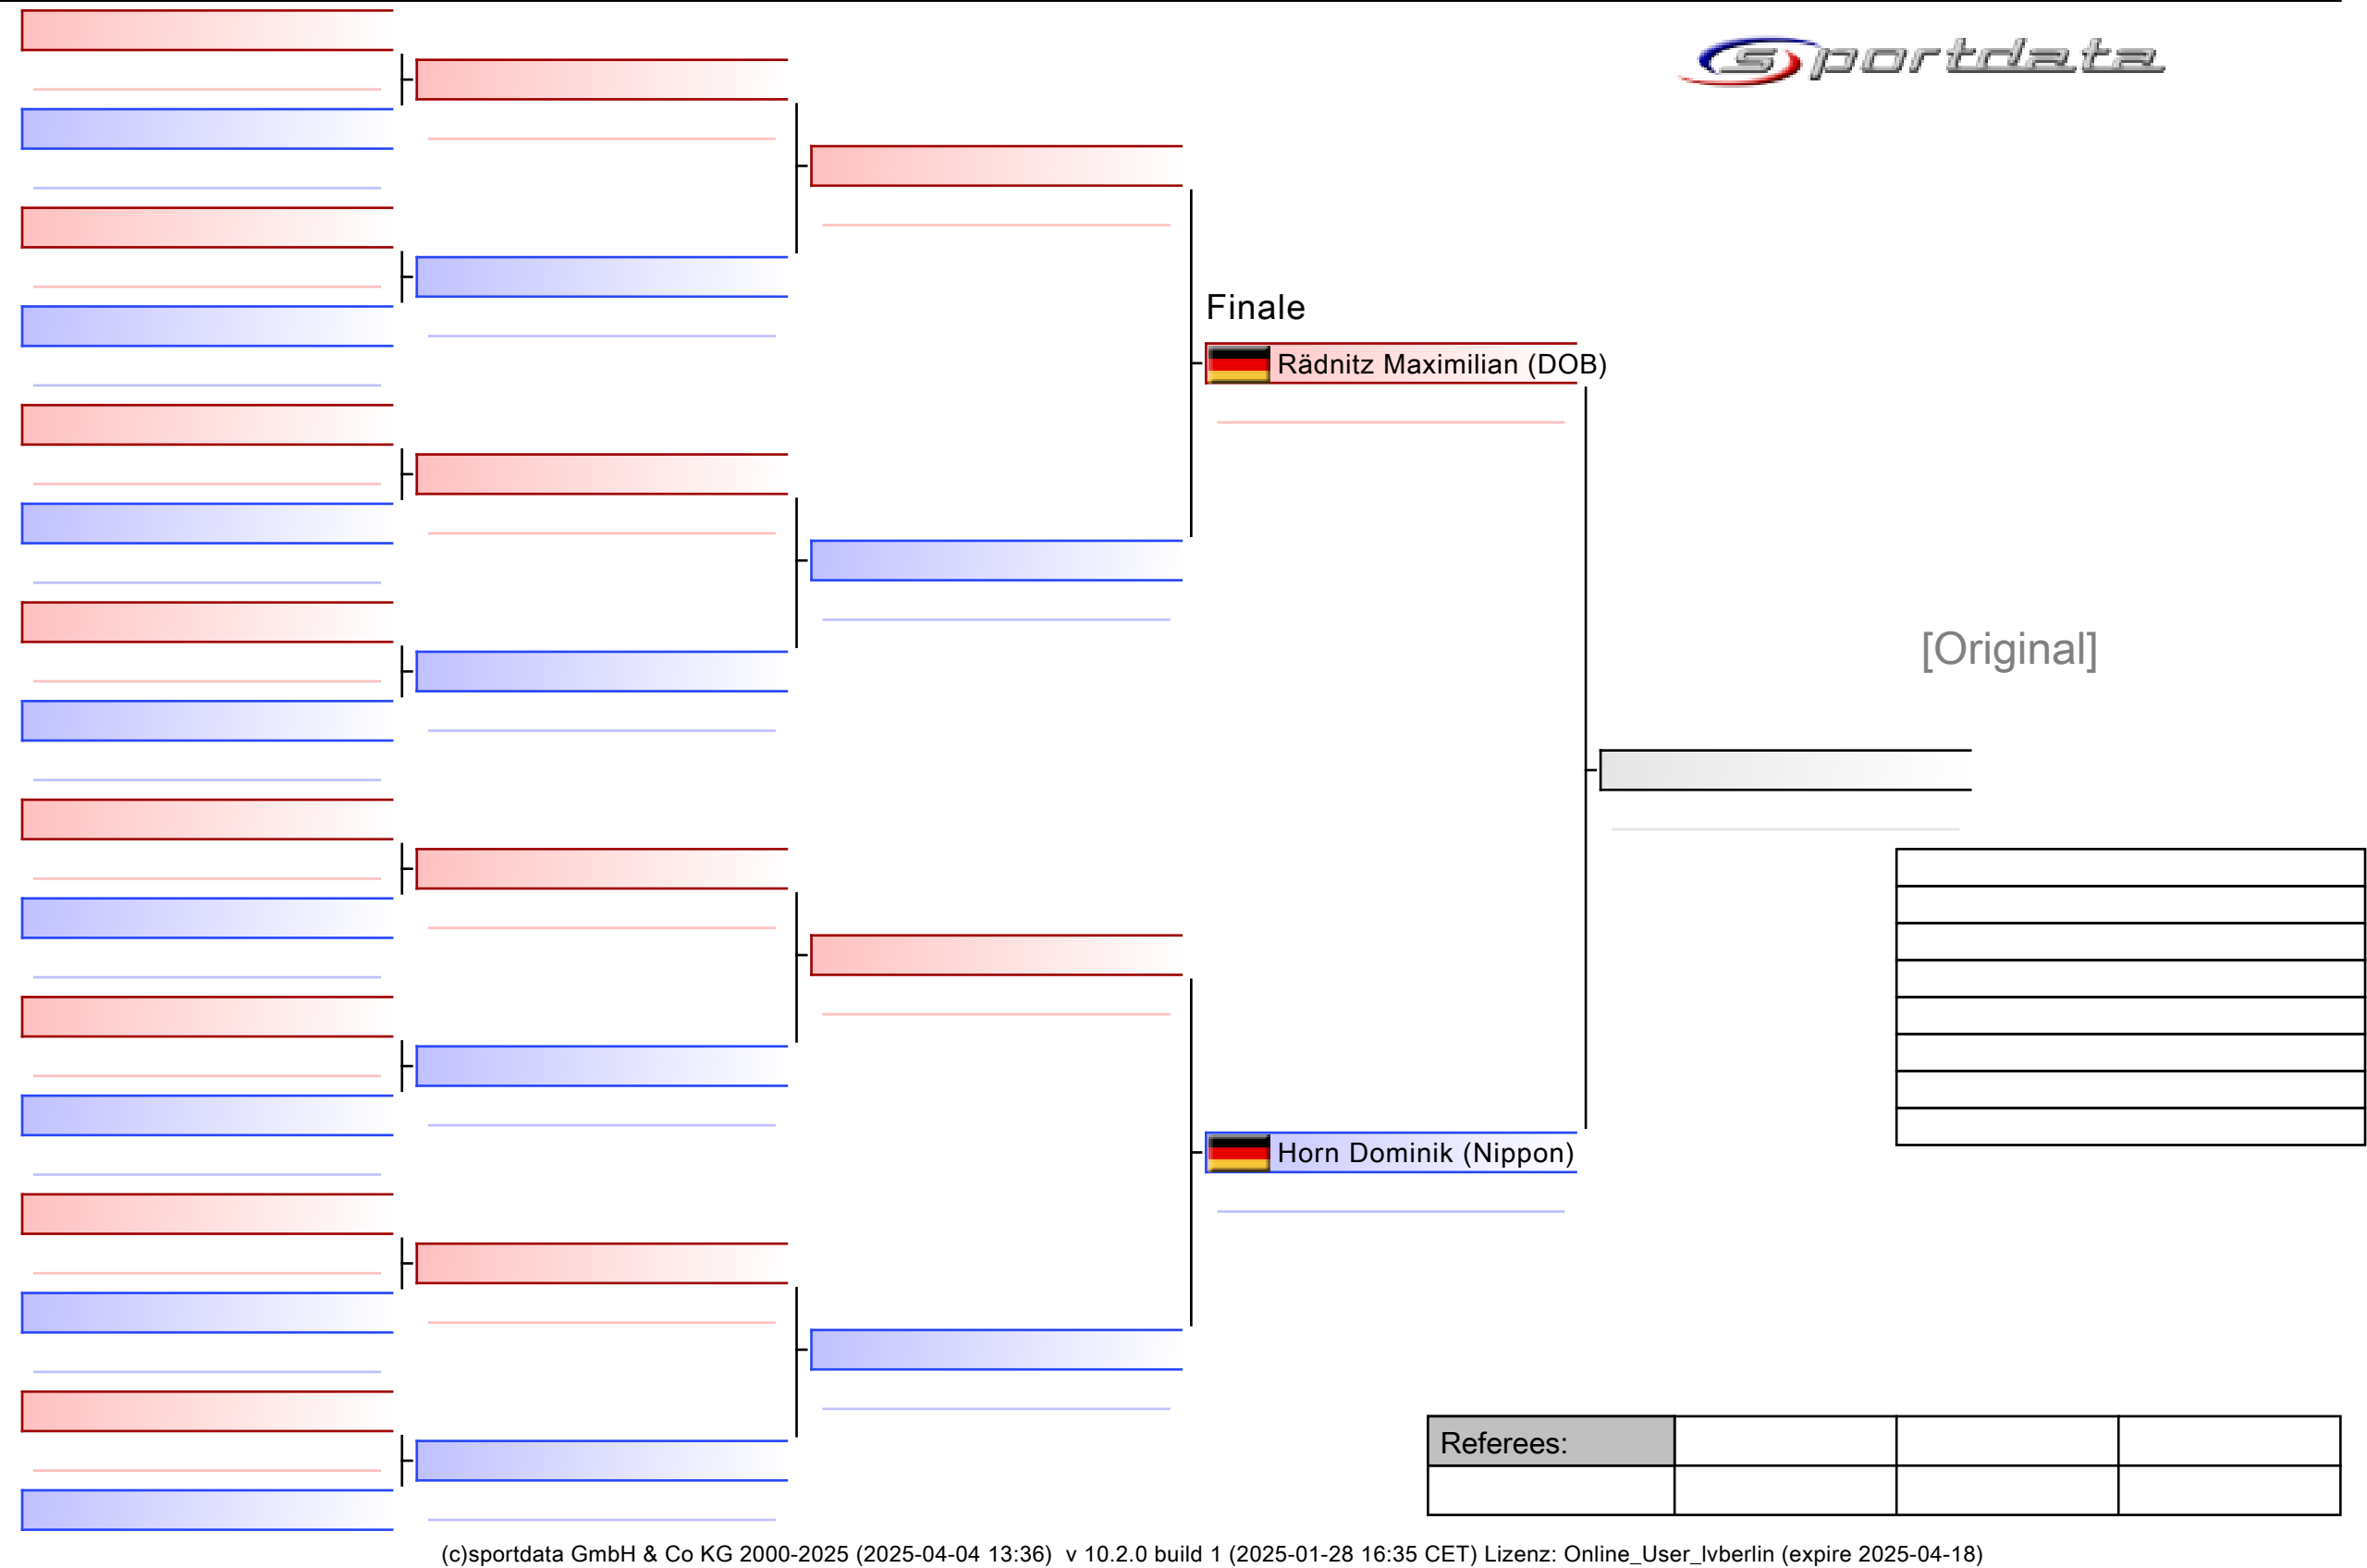 sportdata
Finale
Rädnitz Maximilian (DOB)
[Original]
Horn Dominik (Nippon)
Referees:
(c)sportdata GmbH & Co KG 2000-2025 (2025-04-04 13:36)  v 10.2.0 build 1 (2025-01-28 16:35 CET) Lizenz: Online_User_lvberlin (expire 2025-04-18)